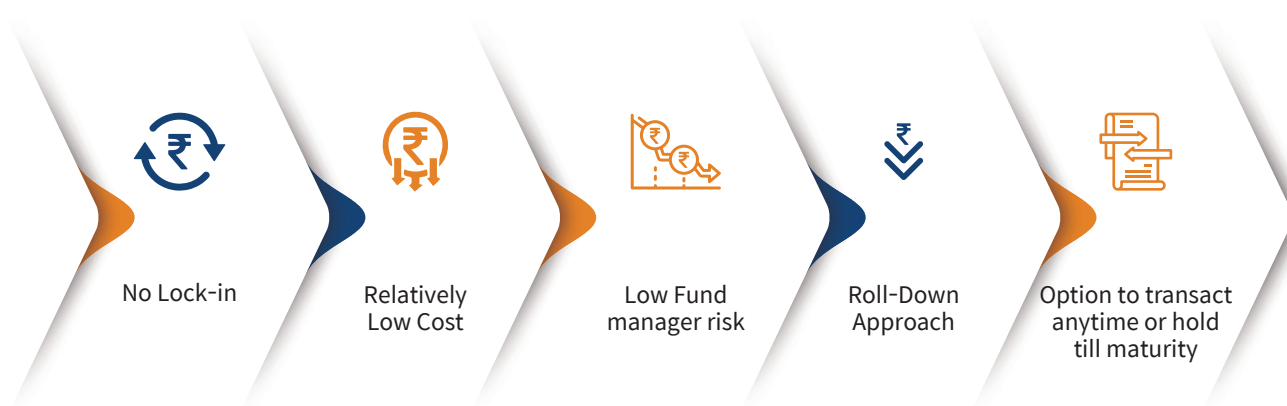 ₹
₹
₹
₹
₹
No Lock-in
Relatively
Low Cost
Low Fund
manager risk
Roll-Down
Approach
Option to transact
anytime or hold
till maturity